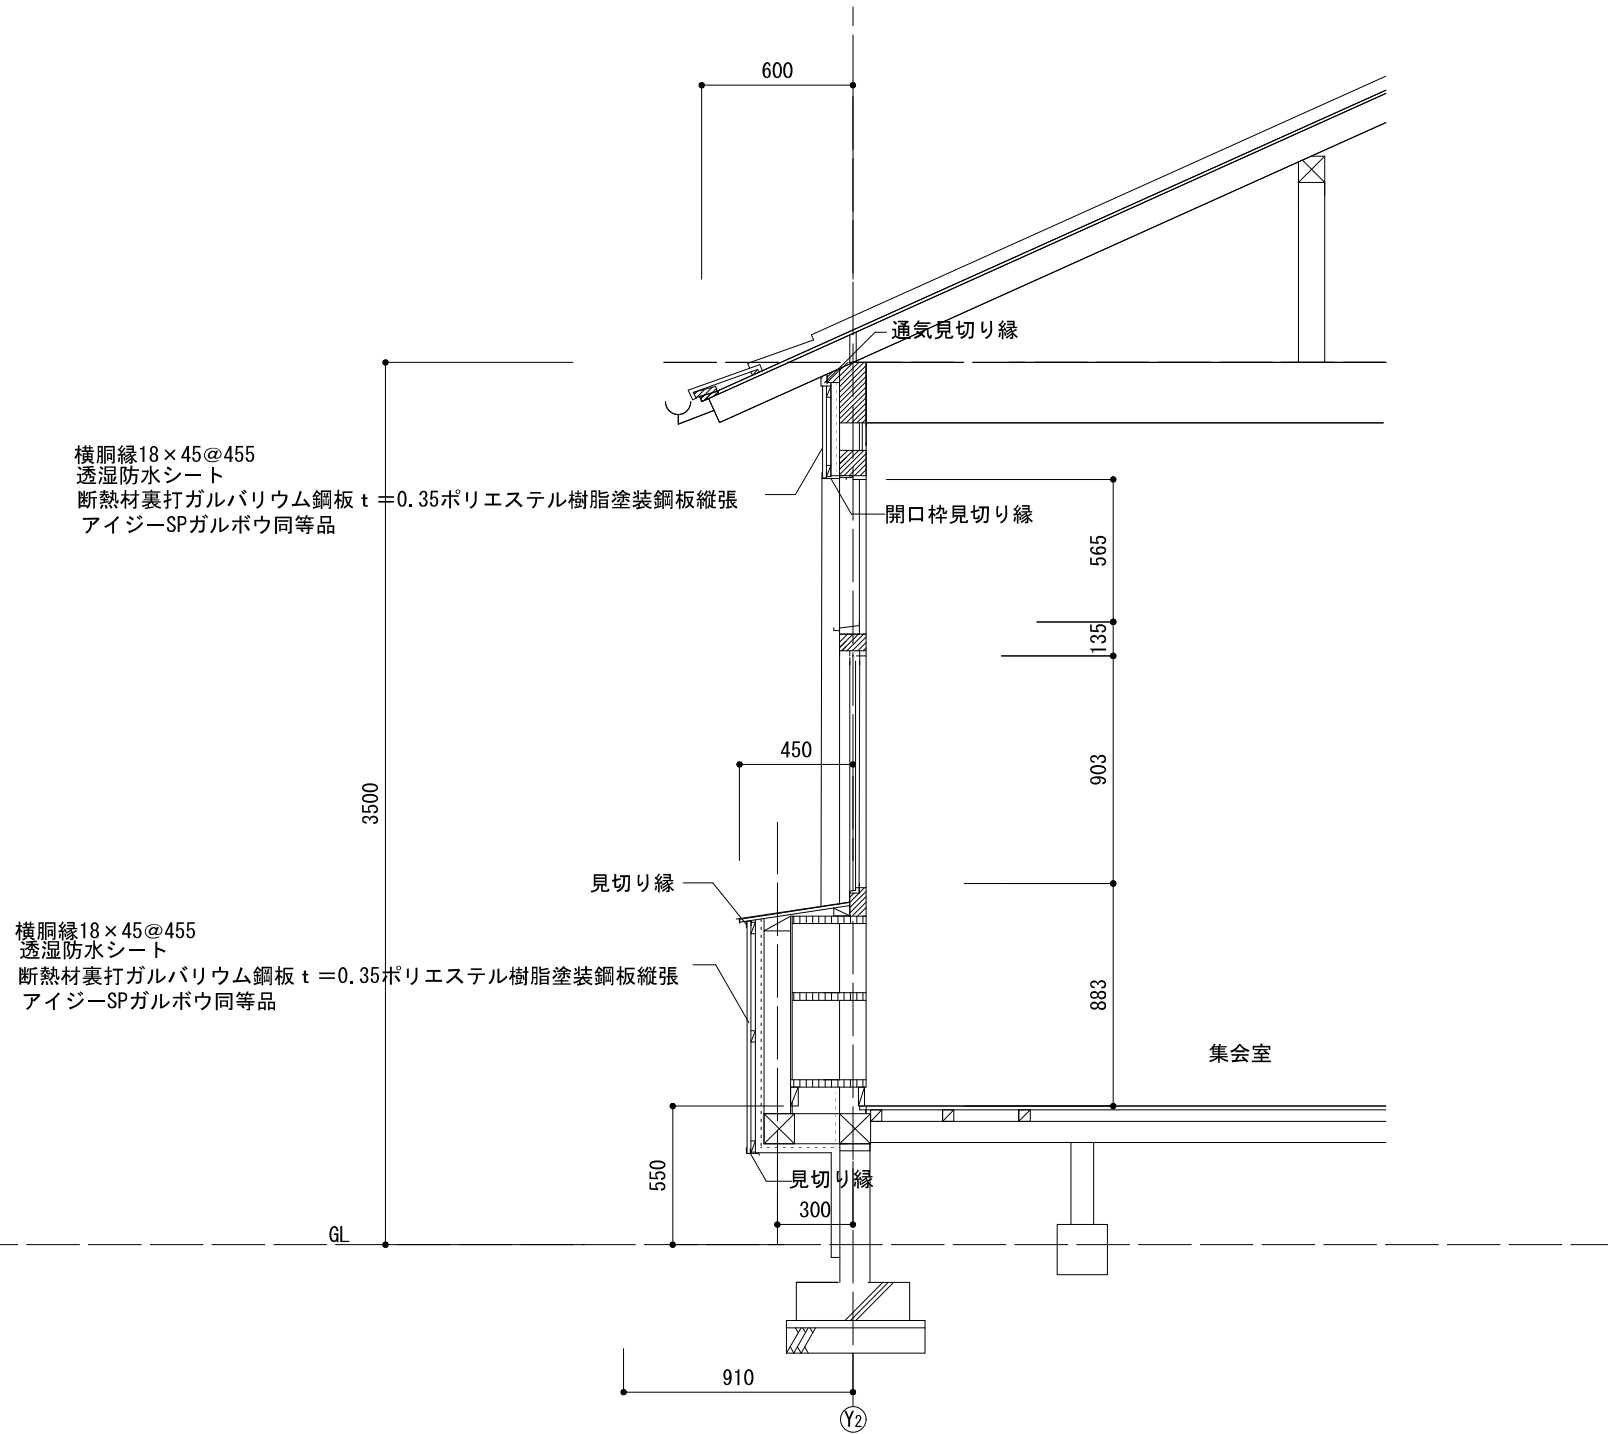 600
通気見切り縁
横胴縁18×45@455
透湿防水シート
断熱材裏打ガルバリウム鋼板ｔ＝0.35ポリエステル樹脂塗装鋼板縦張
アイジーSPガルボウ同等品
開口枠見切り縁
565
135
450
903
3500
見切り縁
横胴縁18×45@455
透湿防水シート
断熱材裏打ガルバリウム鋼板ｔ＝0.35ポリエステル樹脂塗装鋼板縦張
アイジーSPガルボウ同等品
883
集会室
550
見切り縁
300
GL
910
Y2